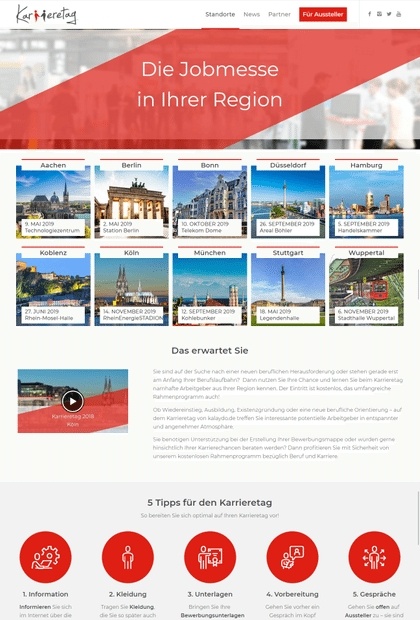 Karrieretag
Standorte News Partner Für Aussteller
Die Jobmesse
in Ihrer Region
Aachen Berlin Bonn Düsseldorf Hamburg
9. MAI 2019 2. MAI 2019 10. OKTOBER 2019 26. SEPTEMBER 2019 5. SEPTEMBER 2019
Technologiezentrum Station Berlin Telekom Dome Areal Böhler Handelskammer
Koblenz Köln München Stuttgart Wuppertal
27. JUNI 2019 14. NOVEMBER 2019 12. SEPTEMBER 2019 18. MAI 2019 6. NOVEMBER 2019
Rhein-Mosel-Halle RheinEnergieSTADION Kohlebunker Legendenhalle Stadthalle Wuppertal
Das erwartet Sie
Sie sind auf der Suche nach einer neuen beruflichen Herausforderung oder stehen gerade erst
am Anfang Ihrer Berufslaufbahn? Dann nutzen Sie Ihre Chance und lernen Sie beim Karrieretag
namhafte Arbeitgeber aus Ihrer Region kennen. Der Eintritt ist kostenlos, das umfangreiche
Rahmenprogramm auch!
Karrieretag 2018
Köln
Ob Wiedereinstieg, Ausbildung, Existenzgründung oder eine neue berufliche Orientierung – auf
dem Karrieretag von kalaydo.de treffen Sie interessante potentielle Arbeitgeber in entspannter
und angenehmer Atmosphäre.
Sie benötigen Unterstützung bei der Erstellung Ihrer Bewerbungsmappe oder würden gerne
hinsichtlich Ihrer Karrierechancen beraten werden? Dann profitieren Sie mit Sicherheit von
unserem kostenlosen Rahmenprogramm bezüglich Beruf und Karriere.
5 Tipps für den Karrieretag
So bereiten Sie sich optimal auf Ihren Karrieretag vor!
1. Information 2. Kleidung 3. Unterlagen 4. Vorbereitung 5. Gespräche
Informieren Sie sich Tragen Sie Kleidung, Bringen Sie Ihre Gehen Sie vorher ein Gehen Sie offen auf
im Internet über die die Sie so später auch Bewerbungsunterlagen Gespräch im Kopf Aussteller zu – sie sind